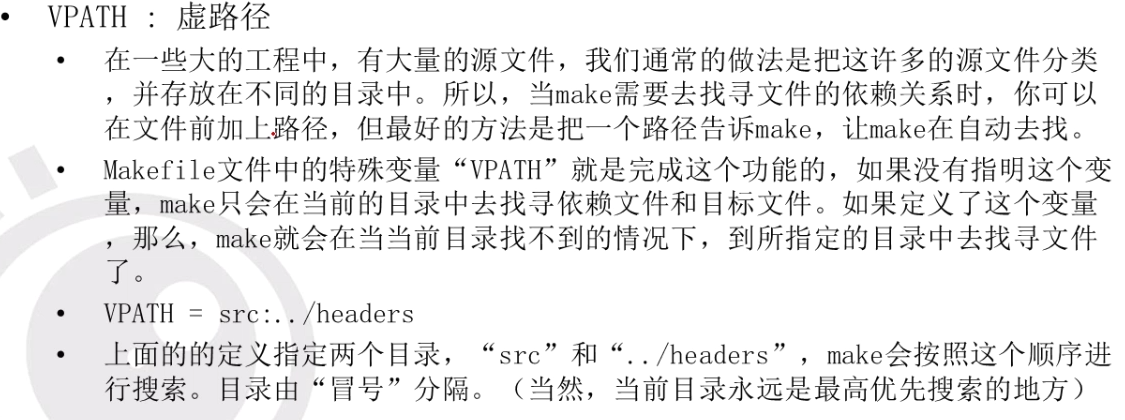 • VPATH : 虚路径
• 在一些大的工程中，有大量的源文件，我们通常的做法是把这许多的源文件分类
，并存放在不同的目录中。所以，当make需要去找寻文件的依赖关系时，你可以
在文件前加上路径，但最好的方法是把一个路径告诉make，让make在自动去找。
• Makefile文件中的特殊变量“VPATH”就是完成这个功能的，如果没有指明这个变
量，make只会在当前的目录中去找寻依赖文件和目标文件。如果定义了这个变量
，那么，make就会在当当前目录找不到的情况下，到所指定的目录中去找寻文件
了。
• VPATH = src:../headers
• 上面的的定义指定两个目录，“src”和“../headers”，make会按照这个顺序进
行搜索。目录由“冒号”分隔。（当然，当前目录永远是最高优先搜索的地方）